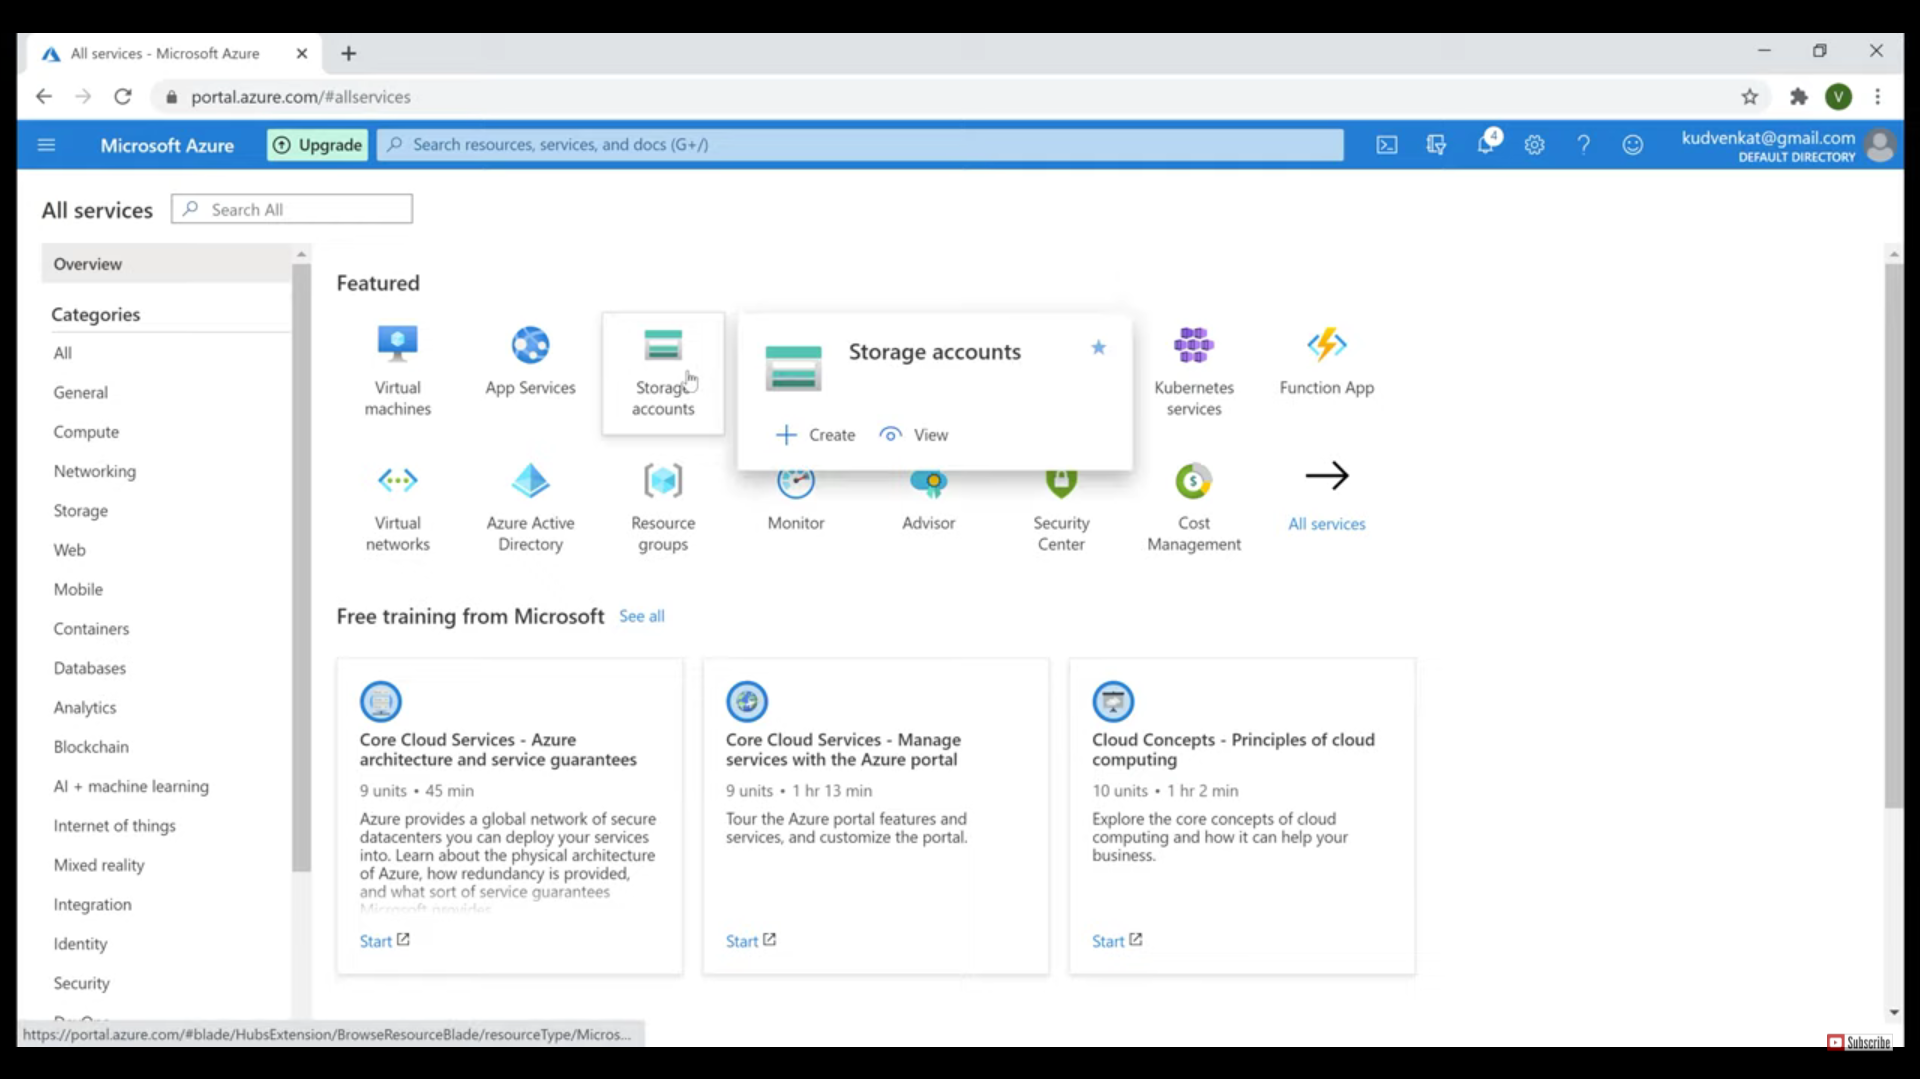 All services - Microsoft Azure
portal.azure.com/#allservices
V
Microsoft Azure
Upgrade
Search resources, services, and docs (G+/)
4
kudvenkat@gmail.com
DEFAULT DIRECTORY
All services
Search All
Overview
Categories
All
General
Compute
Networking
Storage
Web
Mobile
Containers
Databases
Analytics
Blockchain
AI + machine learning
Internet of things
Mixed reality
Integration
Identity
Security
Featured
Virtual
machines
App Services
Storage
accounts
Storage accounts
Create
View
Kubernetes
services
Function App
Virtual
networks
Azure Active
Directory
Resource
groups
Monitor
Advisor
Security
Center
Cost
Management
All services
Free training from Microsoft
See all
Core Cloud Services - Azure
architecture and service guarantees
9 units • 45 min
Azure provides a global network of secure
datacenters you can deploy your services
into. Learn about the physical architecture
of Azure, how redundancy is provided,
and what sort of service guarantees
Microsoft provides.
Start
Core Cloud Services - Manage
services with the Azure portal
9 units • 1 hr 13 min
Tour the Azure portal features and
services, and customize the portal.
Start
Cloud Concepts - Principles of cloud
computing
10 units • 1 hr 2 min
Explore the core concepts of cloud
computing and how it can help your
business.
Start
https://portal.azure.com/#blade/HubsExtension/BrowseResourceBlade/resourceType/Micros...
Subscribe